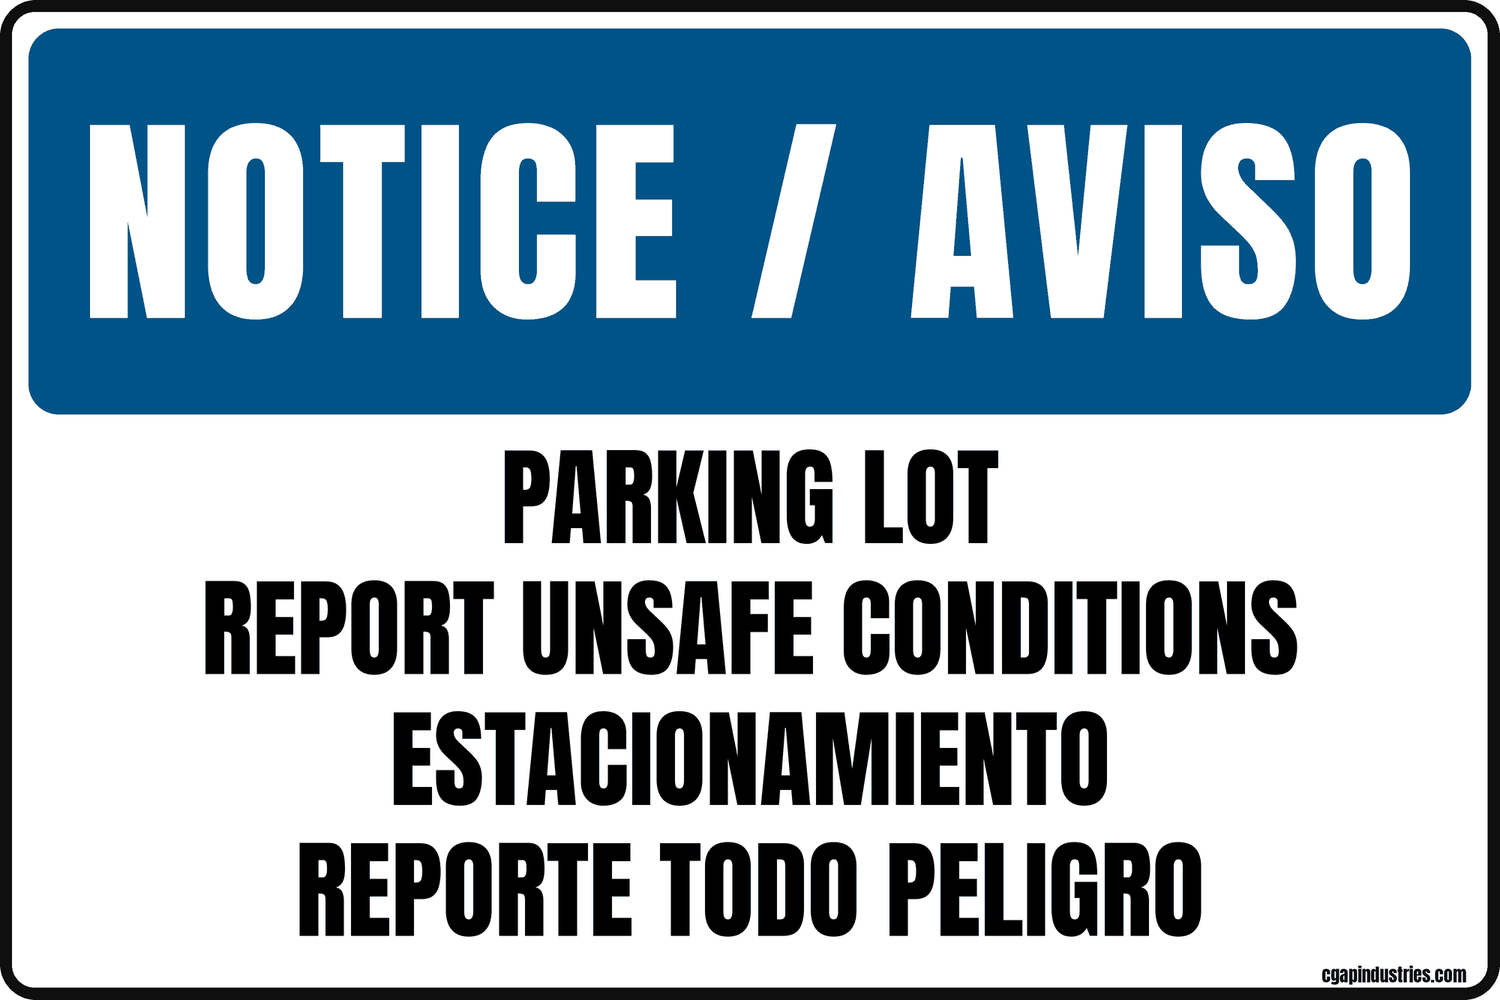 NOTICE / AVISO
PARKING LOT
REPORT UNSAFE CONDITIONS
ESTACIONAMIENTO
REPORTE TODO PELIGRO
cgapindustries.com